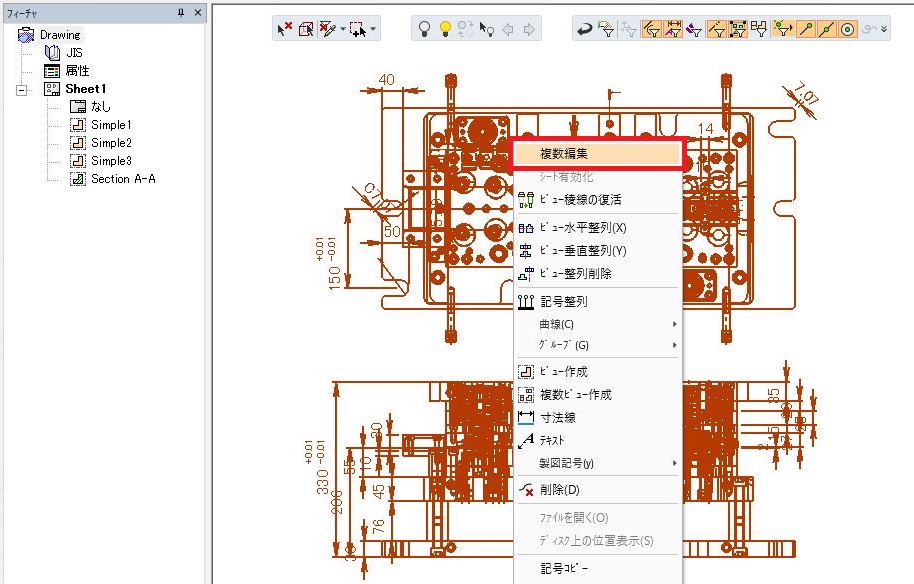 フィーチャ
Drawing
JIS
属性
Sheet1
なし
Simple1
Simple2
Simple3
Section A-A
40
7.07
14
50
+0.01
-0.01
150
複数編集
シート有効化
ビュー稜線の復活
ビュー水平整列(X)
ビュー垂直整列(Y)
ビュー整列削除
記号整列
曲線(C)
グループ(G)
ビュー作成
複数ビュー作成
寸法線
テキスト
製図記号(y)
削除(D)
ファイルを開く(O)
ディスク上の位置表示(S)
記号コピー
+0.01
-0.01
330
200
55
10
20
45
76
35